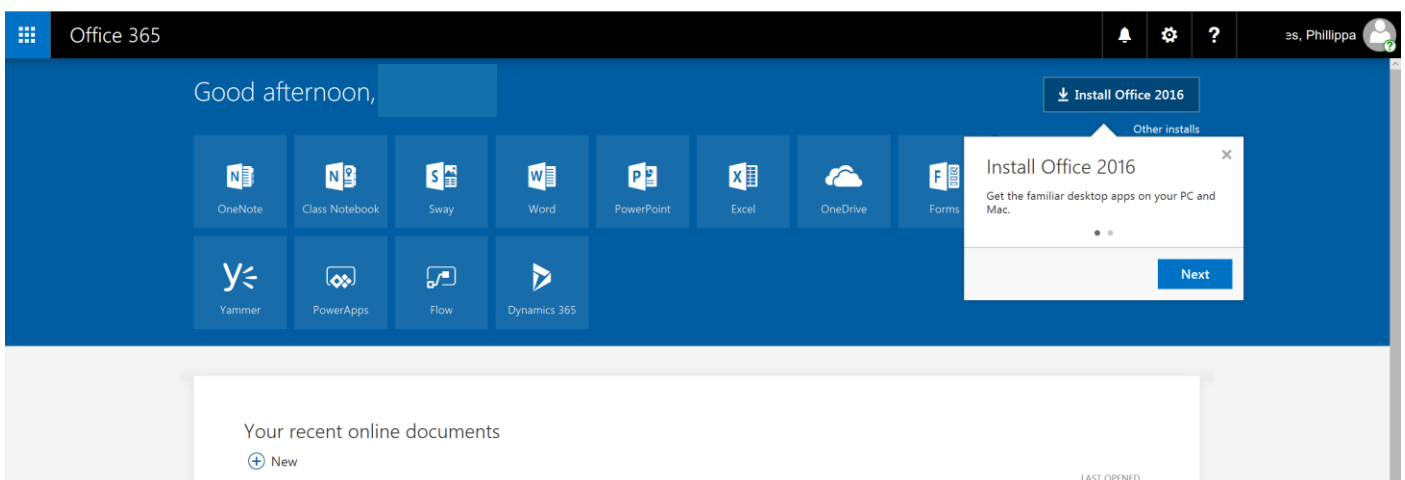 Office 365
?
es, Phillippa
Good afternoon,
Install Office 2016
Other installs
OneNote
Class Notebook
Sway
Word
PowerPoint
Excel
OneDrive
Forms
Install Office 2016
Get the familiar desktop apps on your PC and
Mac.
Next
Yammer
PowerApps
Flow
Dynamics 365
Your recent online documents
New
LAST OPENED